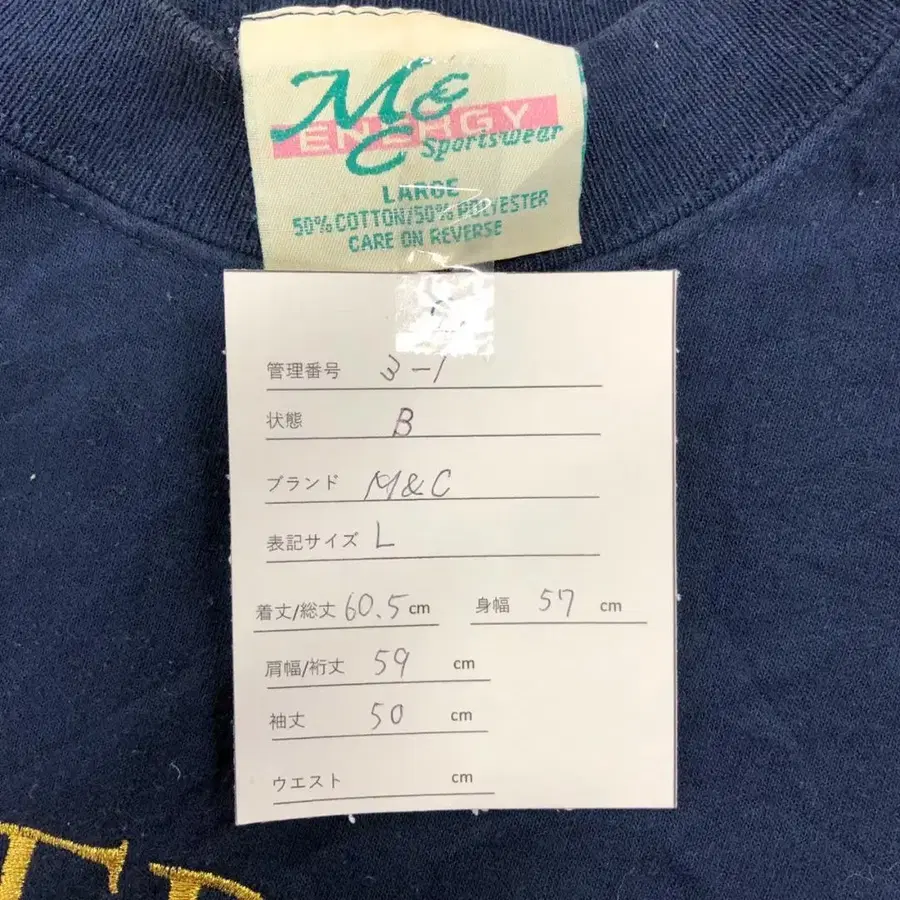 M&C
ENERGY
Sportswear
LARGE
50% COTTON/50% POLYESTER
CARE ON REVERSE
管理番号 3-1
状態 B
ブランド M&C
表記サイズ L
着丈/総丈 60.5 cm 身幅 57 cm
肩幅/裄丈 59 cm
袖丈 50 cm
ウエスト cm